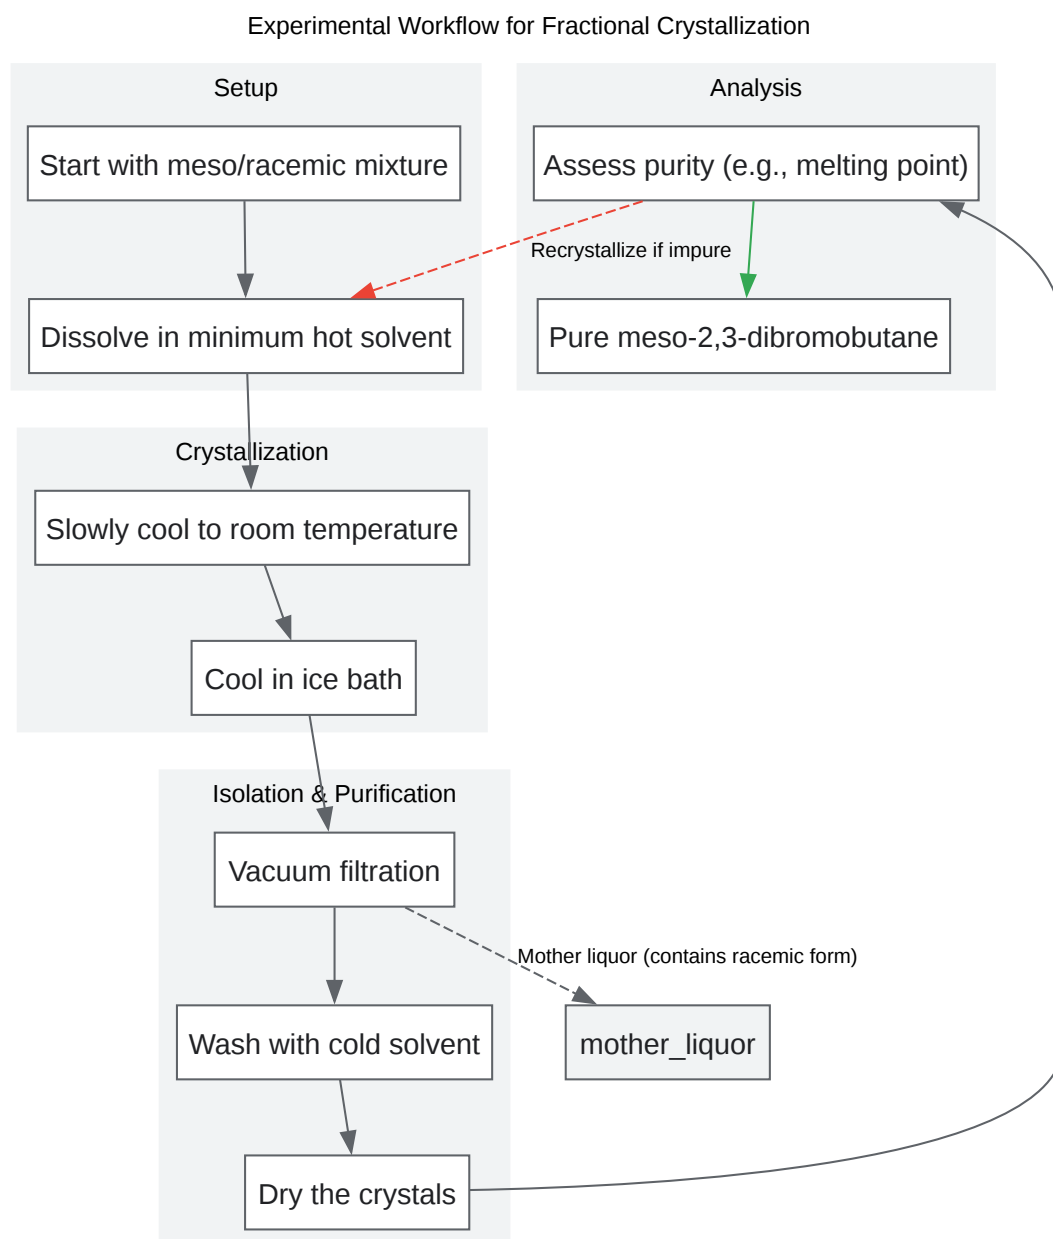 Experimental Workflow for Fractional Crystallization
Setup
Start with meso/racemic mixture
Dissolve in minimum hot solvent
Analysis
Assess purity (e.g., melting point)
Recrystallize if impure
Pure meso-2,3-dibromobutane
Crystallization
Slowly cool to room temperature
Cool in ice bath
Isolation & Purification
Vacuum filtration
Mother liquor (contains racemic form)
Wash with cold solvent
mother_liquor
Dry the crystals